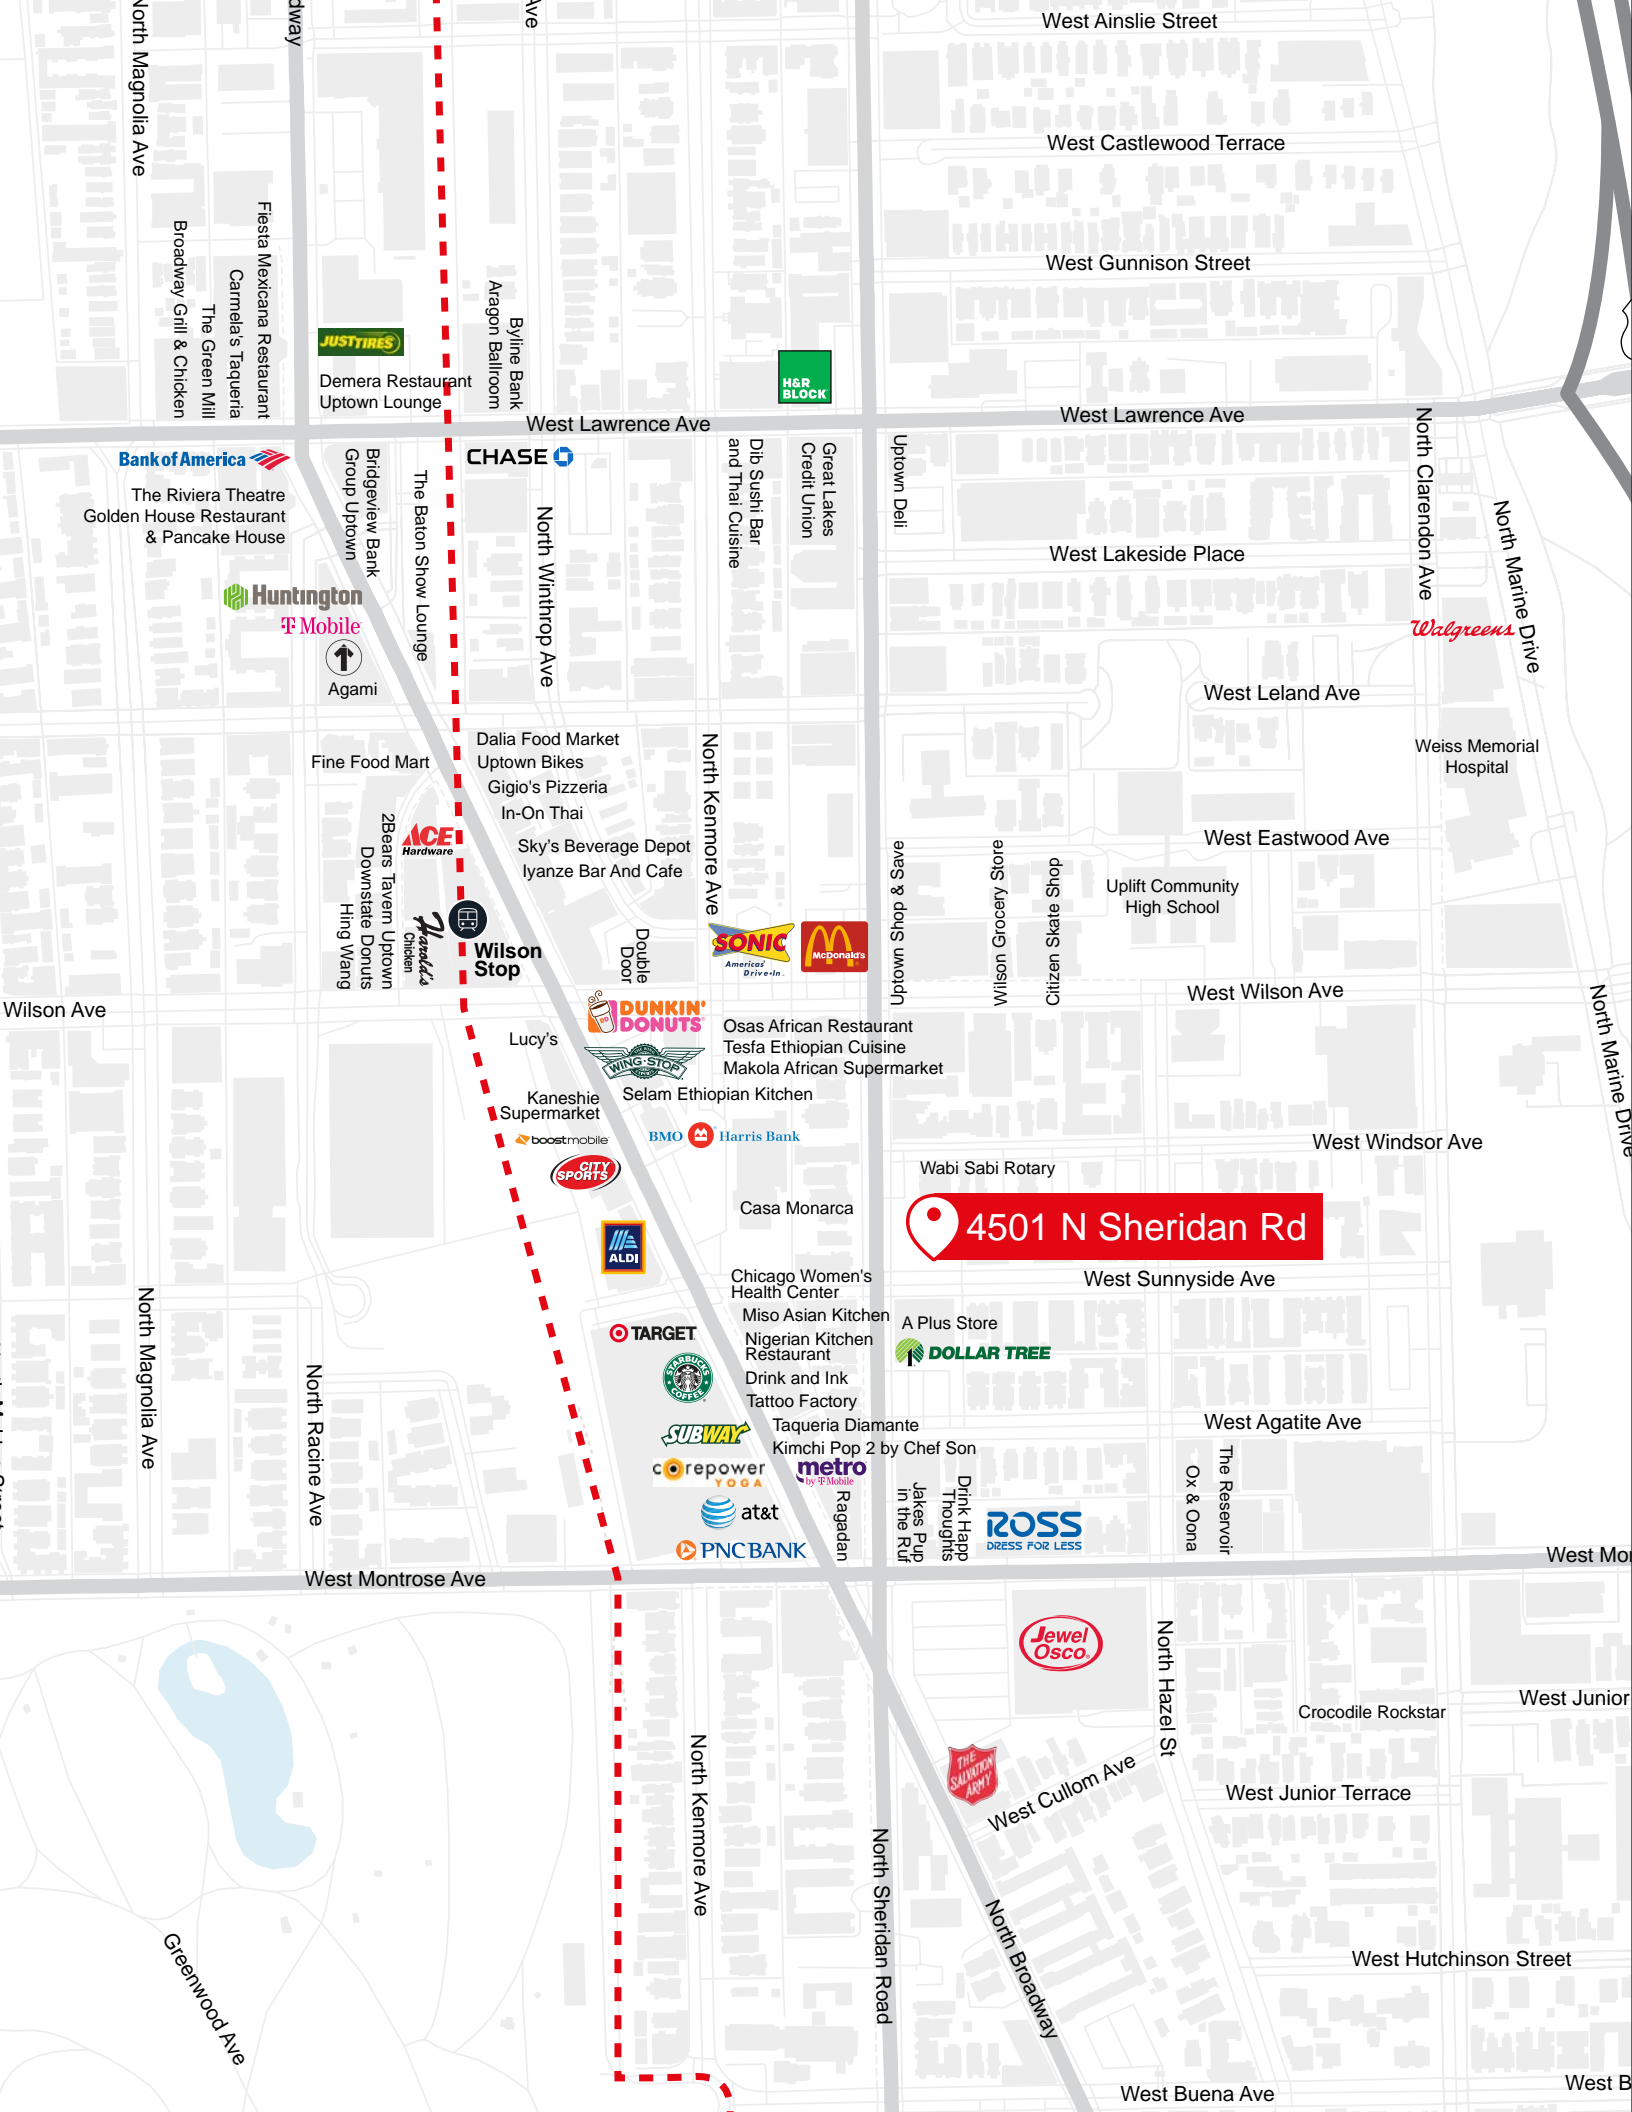 West Ainslie Street
North Magnolia Ave
dway
Ave
West Castlewood Terrace
West Gunnison Street
Broadway Grill & Chicken
The Green Mill
Carmela's Taqueria
Fiesta Mexicana Restaurant
JUSTTIRES
Demera Restaurant
Uptown Lounge
Aragon Ballroom
Byline Bank
H&R
BLOCK
West Lawrence Ave
West Lawrence Ave
Bank of America
The Riviera Theatre
Golden House Restaurant
& Pancake House
Bridgeview Bank
Group Uptown
The Baton Show Lounge
CHASE
North Winthrop Ave
Dib Sushi Bar
and Thai Cuisine
Great Lakes
Credit Union
Uptown Deli
North Clarendon Ave
North Marine Drive
West Lakeside Place
Huntington
T Mobile
Agami
Walgreens
West Leland Ave
Weiss Memorial
Hospital
Fine Food Mart
Dalia Food Market
Uptown Bikes
Gigio's Pizzeria
In-On Thai
Sky's Beverage Depot
Iyanze Bar And Cafe
North Kenmore Ave
ACE
Hardware
2Bears Tavern Uptown
Downstate Donuts
Hing Wang
Harold's
Chicken
Wilson
Stop
Double
Door
SONIC
America's
Drive-In
McDonald's
Uptown Shop & Save
Wilson Grocery Store
Citizen Skate Shop
West Eastwood Ave
Uplift Community
High School
Wilson Ave
West Wilson Ave
North Marine Drive
Lucy's
DUNKIN'
DONUTS
DD
WING-STOP
Osas African Restaurant
Tesfa Ethiopian Cuisine
Makola African Supermarket
Selam Ethiopian Kitchen
Kaneshie
Supermarket
boostmobile
BMO Harris Bank
CITY
SPORTS
West Windsor Ave
Wabi Sabi Rotary
Casa Monarca
4501 N Sheridan Rd
ALDI
West Sunnyside Ave
Chicago Women's
Health Center
Miso Asian Kitchen
Nigerian Kitchen
Restaurant
Drink and Ink
Tattoo Factory
Taqueria Diamante
Kimchi Pop 2 by Chef Son
A Plus Store
DOLLAR TREE
TARGET
STARBUCKS
COFFEE
SUBWAY
corepower
YOGA
metro
by T Mobile
at&t
PNC BANK
Ragadan
Jakes Pup
in the Ruf
Drink Happ
Thoughts
ROSS
DRESS FOR LESS
Ox & Oona
The Reservoir
West Agatite Ave
North Magnolia Ave
North Racine Ave
West Montrose Ave
West Mo
Jewel
Osco
North Hazel St
Crocodile Rockstar
West Junior
West Junior Terrace
THE
SALVATION
ARMY
West Cullom Ave
North Kenmore Ave
North Sheridan Road
North Broadway
West Hutchinson Street
Greenwood Ave
West Buena Ave
West B